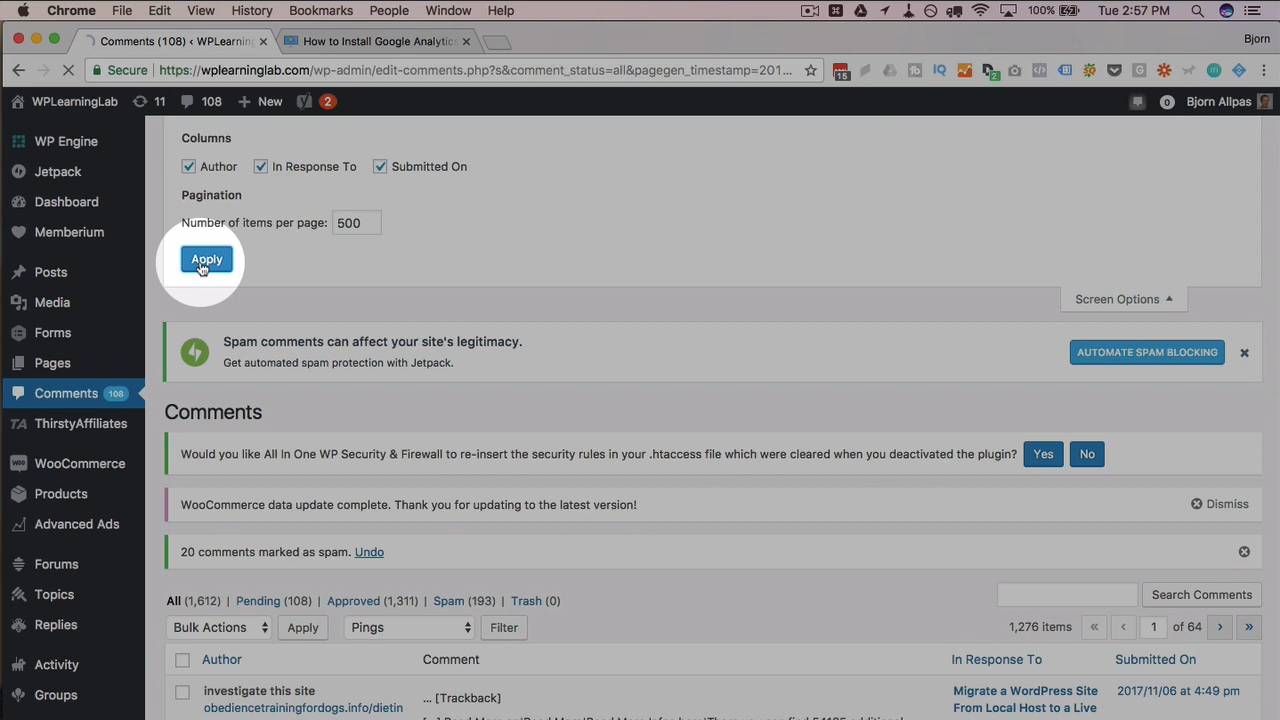 Chrome File Edit View History Bookmarks People Window Help 100% Tue 2:57 PM
Comments (108) ‹ WPLearning How to Install Google Analytics Bjorn
Secure https://wplearninglab.com/wp-admin/edit-comments.php?s&comment_status=all&pagegen_timestamp=201... 15 2
WPLearningLab 11 108 + New 2 0 Bjorn Allpas
WP Engine
Jetpack
Dashboard
Memberium
Posts
Media
Forms
Pages
Comments 108
TA ThirstyAffiliates
WooCommerce
Products
Advanced Ads
Forums
Topics
Replies
Activity
Groups
Columns
Author In Response To Submitted On
Pagination
Number of items per page: 500
Apply
Screen Options
Spam comments can affect your site's legitimacy.
Get automated spam protection with Jetpack.
AUTOMATE SPAM BLOCKING
Comments
Would you like All In One WP Security & Firewall to re-insert the security rules in your .htaccess file which were cleared when you deactivated the plugin? Yes No
WooCommerce data update complete. Thank you for updating to the latest version! Dismiss
20 comments marked as spam. Undo
All (1,612) | Pending (108) | Approved (1,311) | Spam (193) | Trash (0)
Search Comments
Bulk Actions Apply Pings Filter 1,276 items « ‹ 1 of 64 › »
Author Comment In Response To Submitted On
investigate this site
obediencetrainingfordogs.info/dietin
... [Trackback]
Migrate a WordPress Site
From Local Host to a Live
2017/11/06 at 4:49 pm